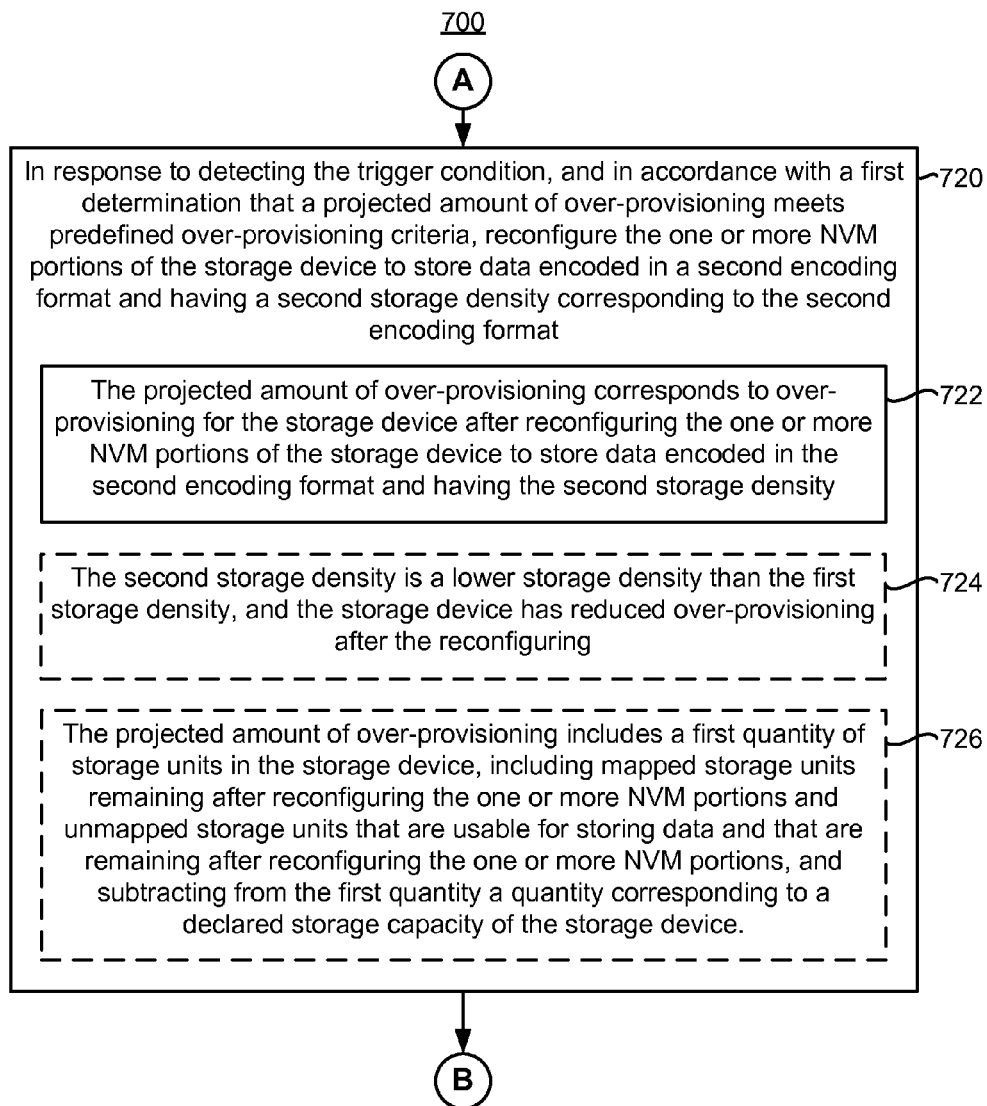 700
A
In response to detecting the trigger condition, and in accordance with a first
determination that a projected amount of over-provisioning meets
predefined over-provisioning criteria, reconfigure the one or more NVM
portions of the storage device to store data encoded in a second encoding
format and having a second storage density corresponding to the second
encoding format
720
The projected amount of over-provisioning corresponds to over-
provisioning for the storage device after reconfiguring the one or more
NVM portions of the storage device to store data encoded in the
second encoding format and having the second storage density
722
The second storage density is a lower storage density than the first
storage density, and the storage device has reduced over-provisioning
after the reconfiguring
724
The projected amount of over-provisioning includes a first quantity of
storage units in the storage device, including mapped storage units
remaining after reconfiguring the one or more NVM portions and
unmapped storage units that are usable for storing data and that are
remaining after reconfiguring the one or more NVM portions, and
subtracting from the first quantity a quantity corresponding to a
declared storage capacity of the storage device.
726
B